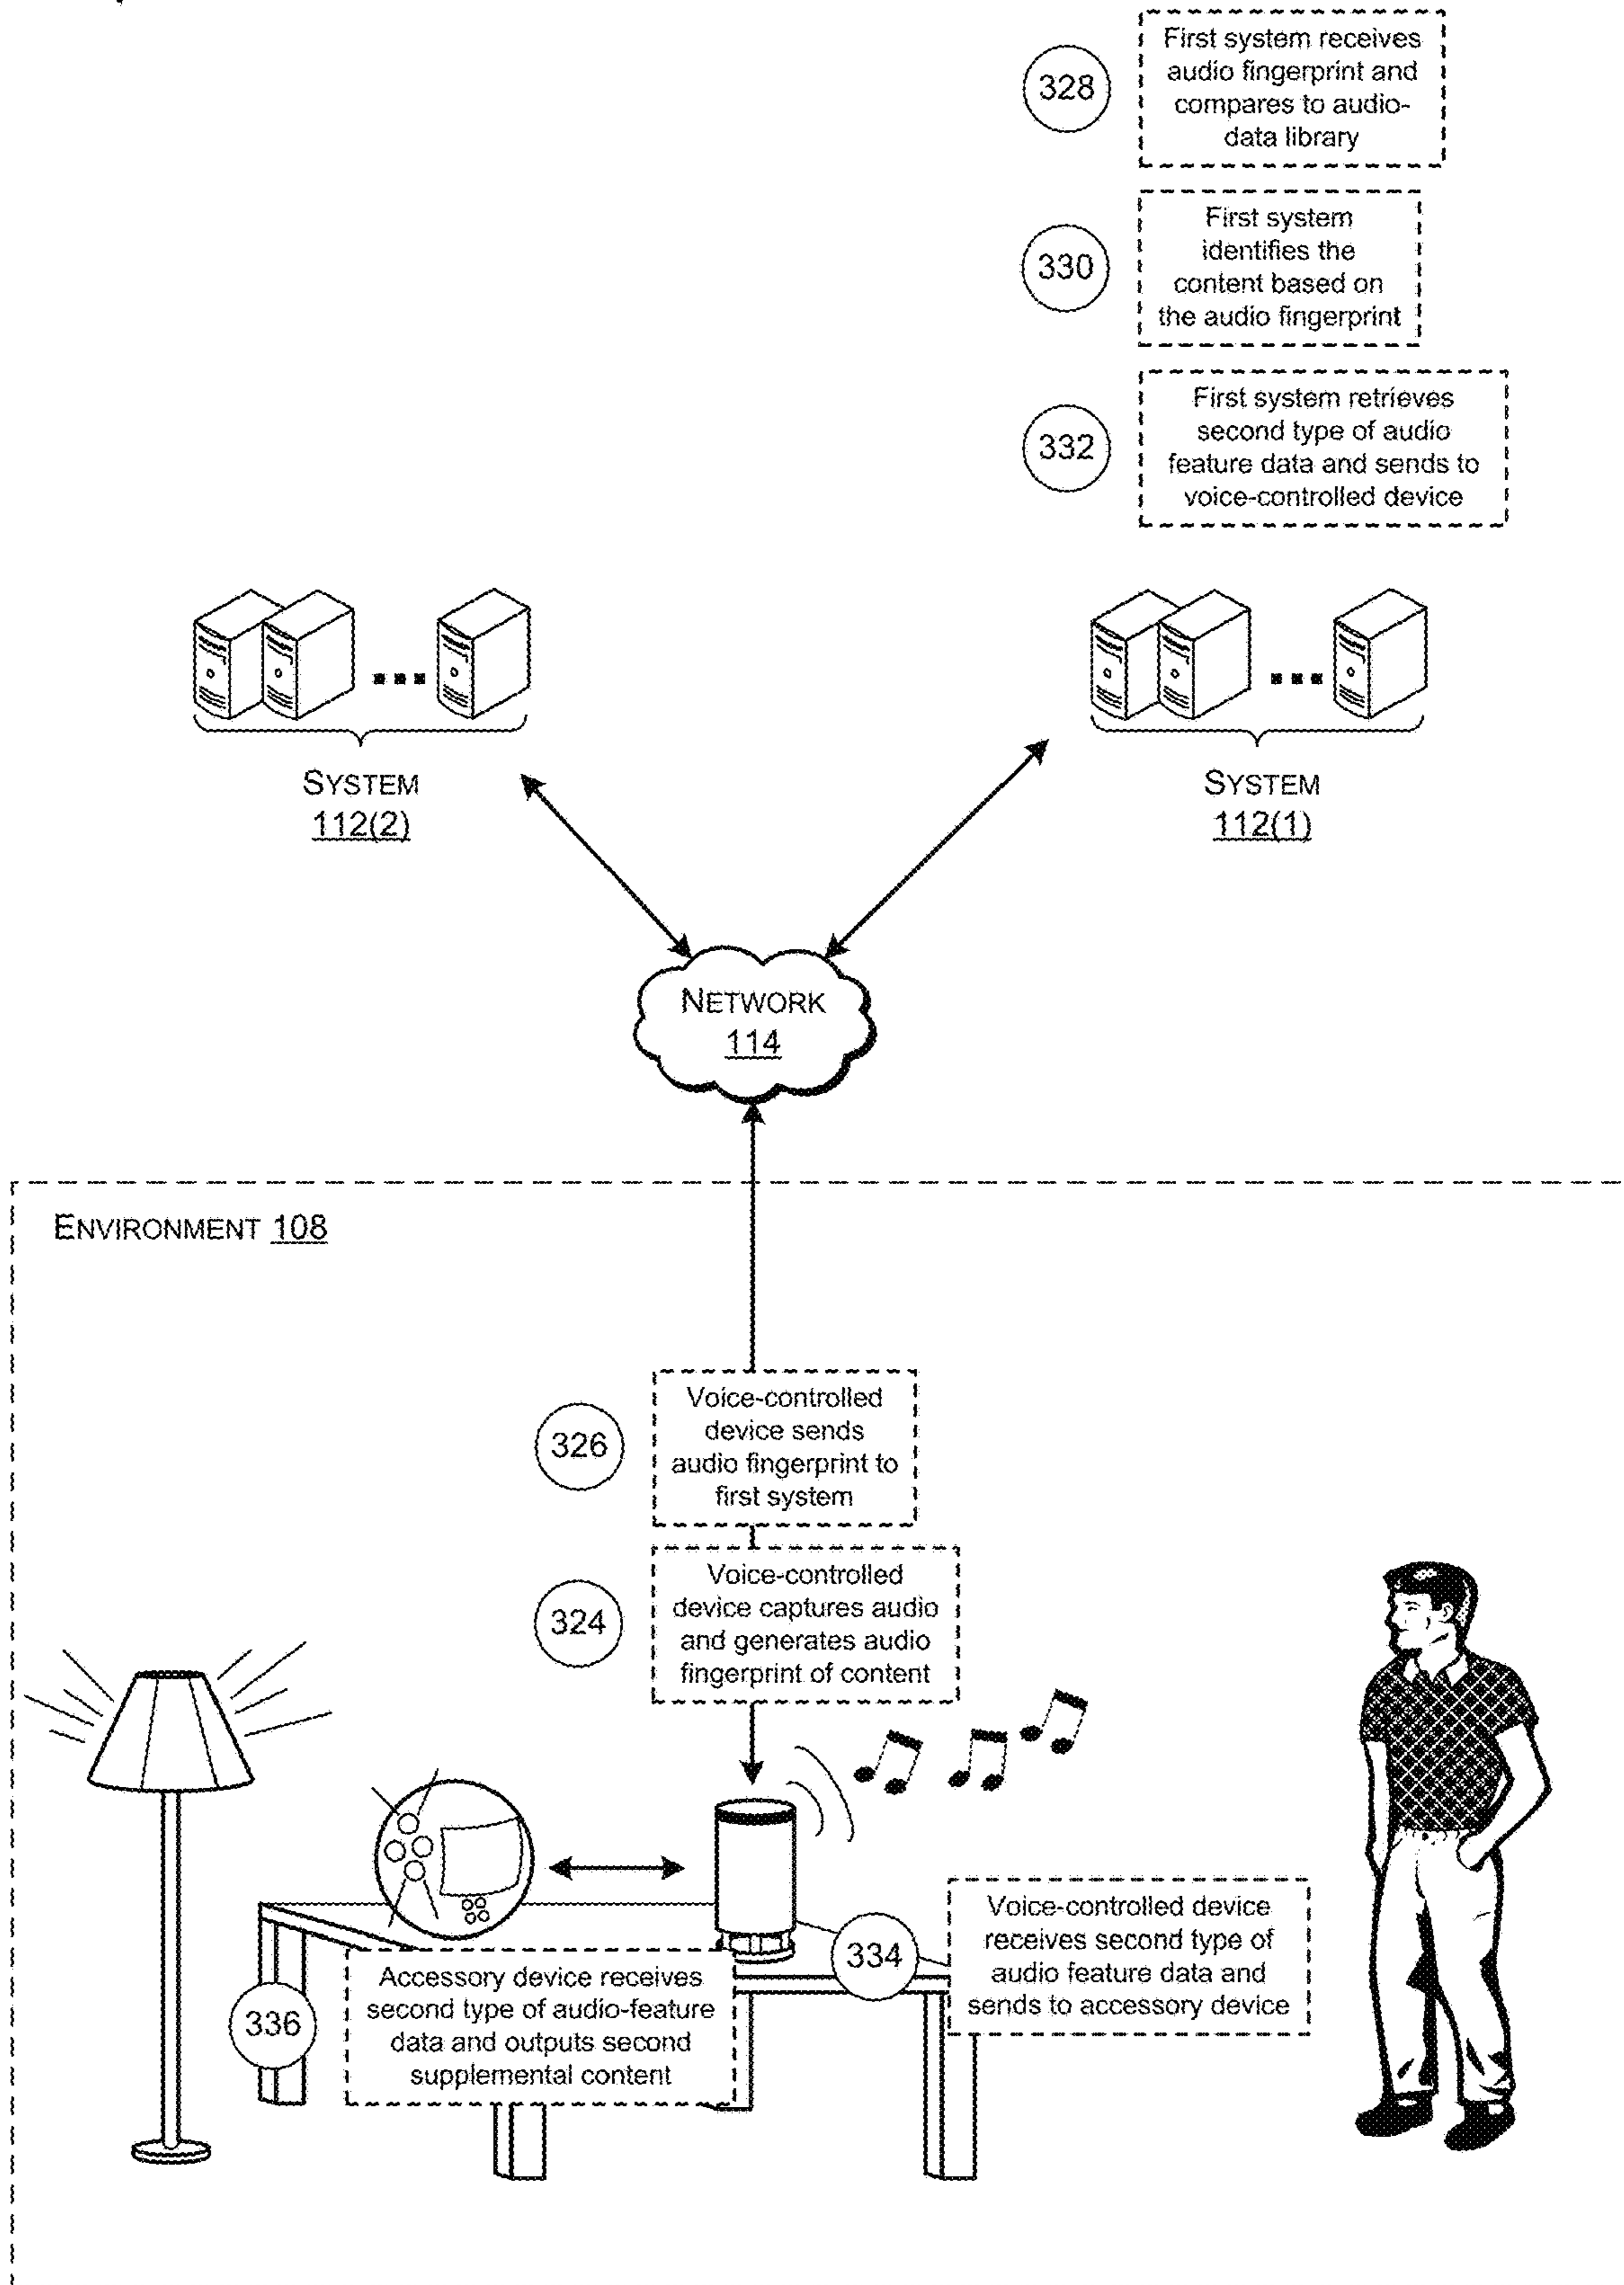 328
First system receives
audio fingerprint and
compares to audio-
data library
330
First system
identifies the
content based on
the audio fingerprint
332
First system retrieves
second type of audio
feature data and sends to
voice-controlled device
SYSTEM
112(2)
SYSTEM
112(1)
NETWORK
114
ENVIRONMENT 108
326
Voice-controlled
device sends
audio fingerprint to
first system
324
Voice-controlled
device captures audio
and generates audio
fingerprint of content
334
Voice-controlled device
receives second type of
audio feature data and
sends to accessory device
336
Accessory device receives
second type of audio-feature
data and outputs second
supplemental content